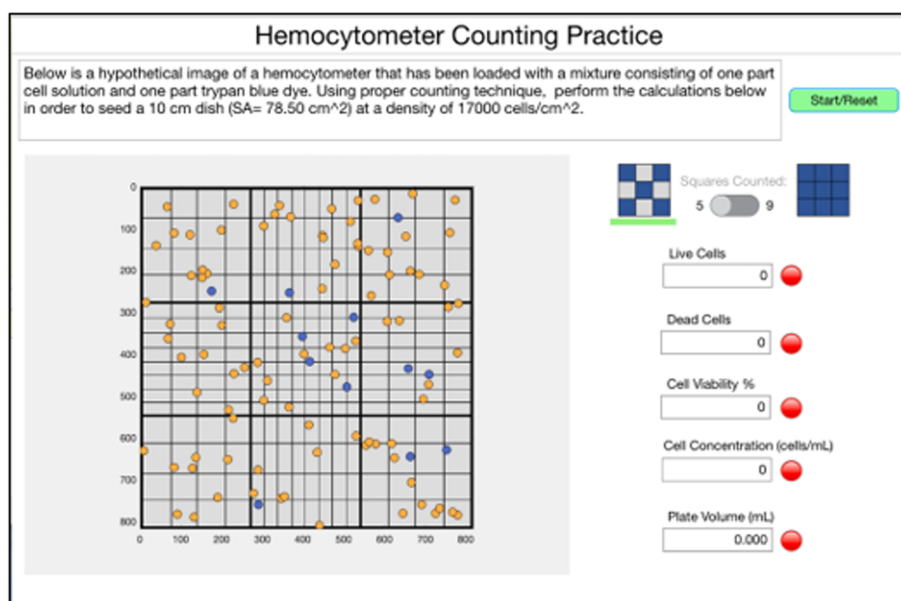 Hemocytometer Counting Practice
Below is a hypothetical image of a hemocytometer that has been loaded with a mixture consisting of one part
cell solution and one part trypan blue dye. Using proper counting technique, perform the calculations below
in order to seed a 10 cm dish (SA= 78.50 cm^2) at a density of 17000 cells/cm^2.
Start/Reset
Squares Counted:
5 9
Live Cells
0
Dead Cells
0
Cell Viability %
0
Cell Concentration (cells/mL)
0
Plate Volume (mL)
0.000
0
100
200
300
400
500
600
700
800
0 100 200 300 400 500 600 700 800